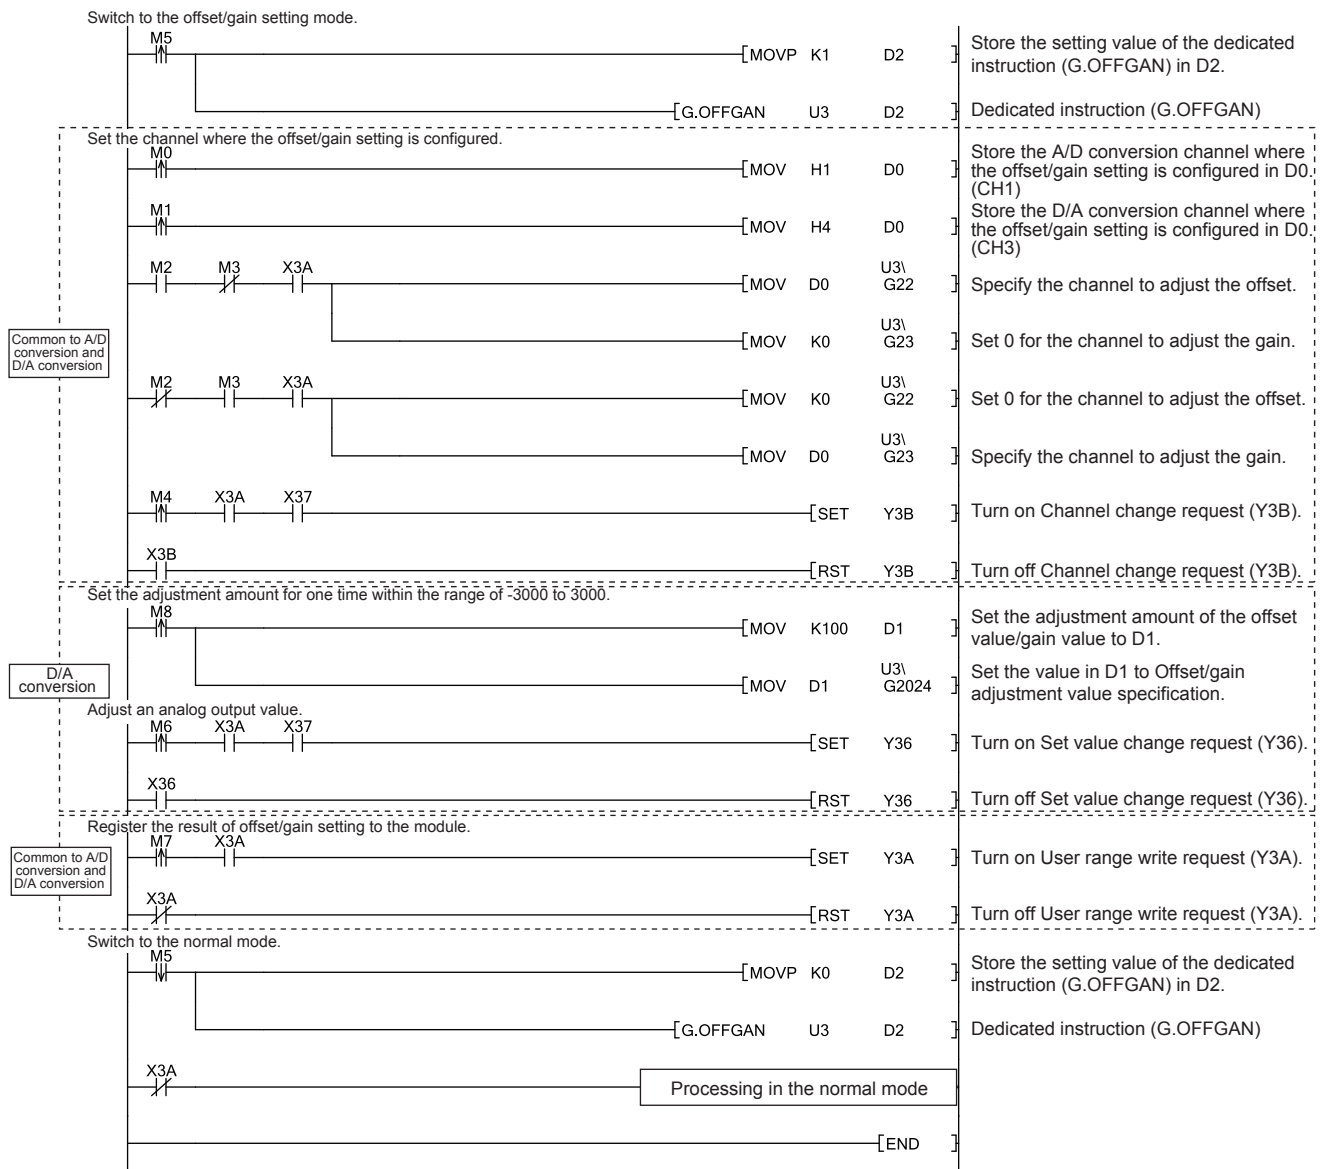 Switch to the offset/gain setting mode.
M5
MOVP K1 D2
Store the setting value of the dedicated
instruction (G.OFFGAN) in D2.
G.OFFGAN U3 D2
Dedicated instruction (G.OFFGAN)
Set the channel where the offset/gain setting is configured.
M0
MOV H1 D0
Store the A/D conversion channel where
the offset/gain setting is configured in D0.
(CH1)
M1
MOV H4 D0
Store the D/A conversion channel where
the offset/gain setting is configured in D0.
(CH3)
M2 M3 X3A
MOV D0 U3\
G22
Specify the channel to adjust the offset.
Common to A/D
conversion and
D/A conversion
MOV K0 U3\
G23
Set 0 for the channel to adjust the gain.
M2 M3 X3A
MOV K0 U3\
G22
Set 0 for the channel to adjust the offset.
MOV D0 U3\
G23
Specify the channel to adjust the gain.
M4 X3A X37
SET Y3B
Turn on Channel change request (Y3B).
X3B
RST Y3B
Turn off Channel change request (Y3B).
Set the adjustment amount for one time within the range of -3000 to 3000.
M8
MOV K100 D1
Set the adjustment amount of the offset
value/gain value to D1.
D/A
conversion
MOV D1 U3\
G2024
Set the value in D1 to Offset/gain
adjustment value specification.
Adjust an analog output value.
M6 X3A X37
SET Y36
Turn on Set value change request (Y36).
X36
RST Y36
Turn off Set value change request (Y36).
Register the result of offset/gain setting to the module.
Common to A/D
conversion and
D/A conversion
M7 X3A
SET Y3A
Turn on User range write request (Y3A).
X3A
RST Y3A
Turn off User range write request (Y3A).
Switch to the normal mode.
M5
MOVP K0 D2
Store the setting value of the dedicated
instruction (G.OFFGAN) in D2.
G.OFFGAN U3 D2
Dedicated instruction (G.OFFGAN)
X3A
Processing in the normal mode
END